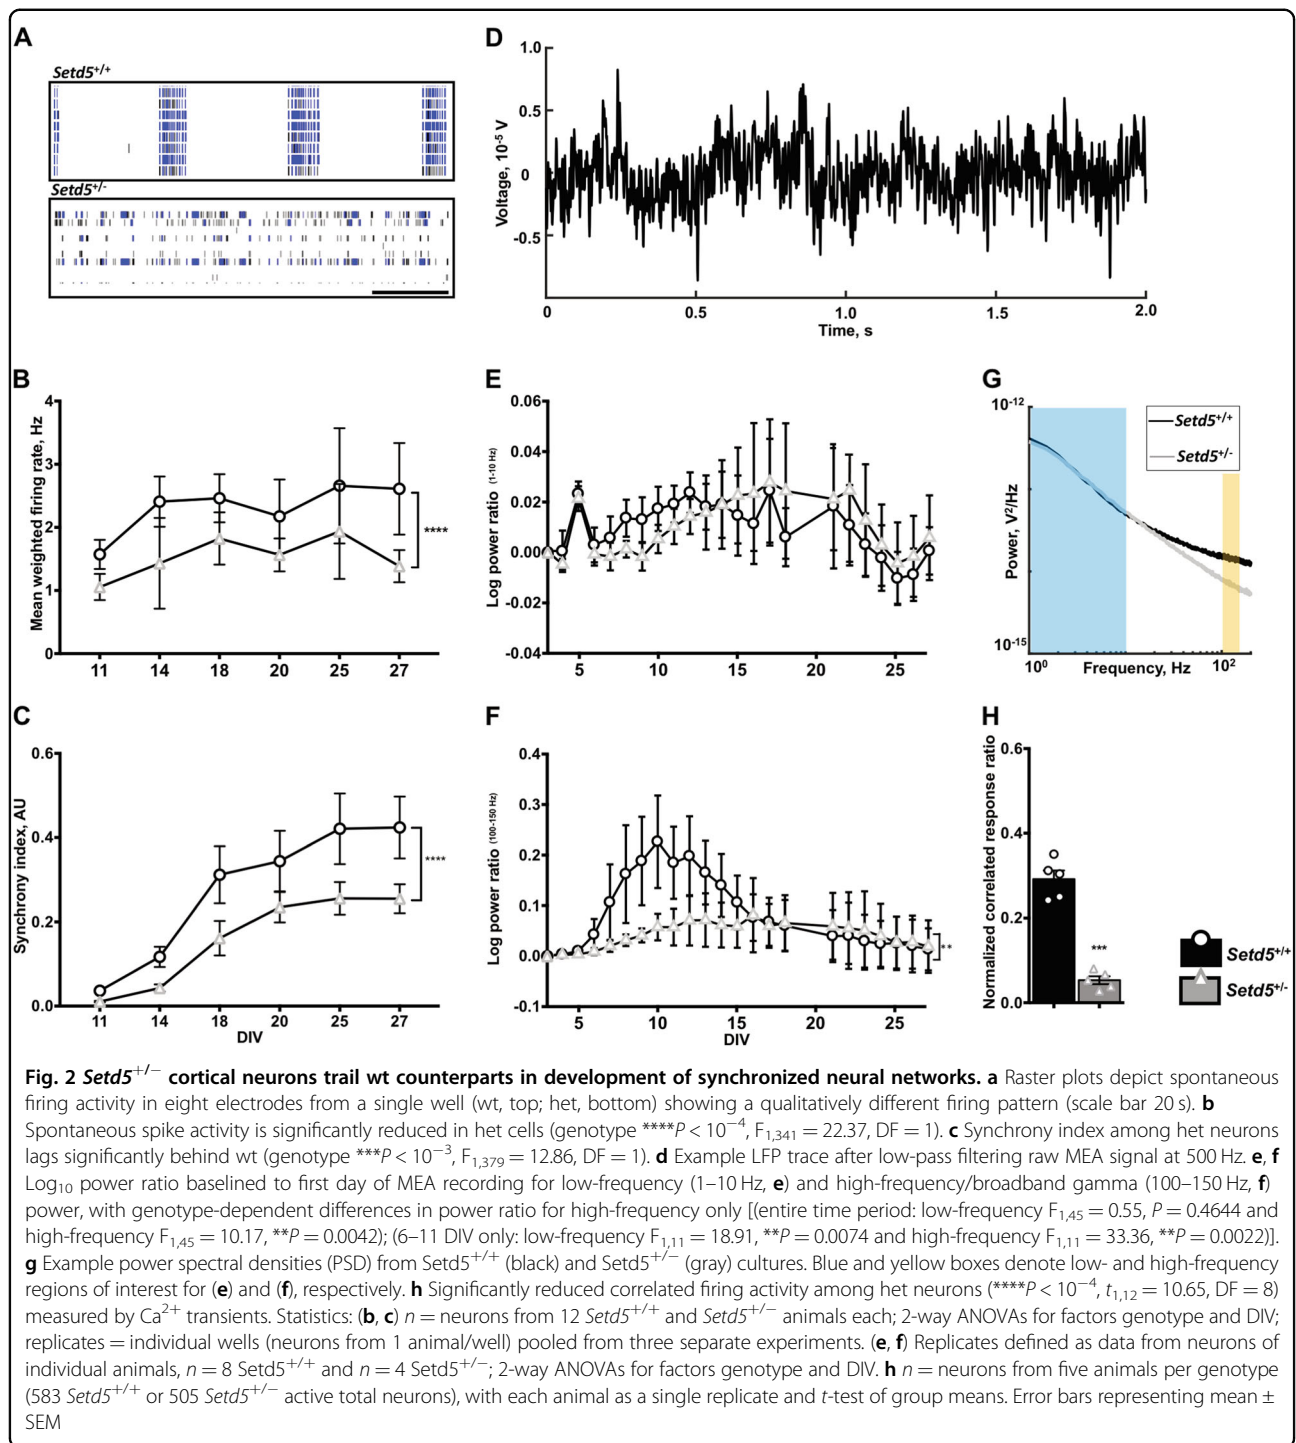 A
Setd5+/+
Setd5+/-
D
1.0
0.5
0
-0.5
Voltage, 10-5 V
0
0.5
1.0
1.5
2.0
Time, s
B
4
3
2
1
0
Mean weighted firing rate, Hz
11
14
18
20
25
27
****
E
0.06
0.04
0.02
0.00
-0.02
-0.04
Log power ratio (1-10 Hz)
5
10
15
20
25
G
10-12
10-15
Power, V2/Hz
100
102
Frequency, Hz
Setd5+/+
Setd5+/-
C
0.6
0.4
0.2
0.0
Synchrony index, AU
11
14
18
20
25
27
DIV
****
F
0.4
0.3
0.2
0.1
0.0
-0.1
Log power ratio (100-150 Hz)
5
10
15
20
25
DIV
**
H
0.6
0.4
0.2
0.0
Normalized correlated response ratio
***
Setd5+/+
Setd5+/-
Fig. 2 Setd5+/− cortical neurons trail wt counterparts in development of synchronized neural networks. a Raster plots depict spontaneous
firing activity in eight electrodes from a single well (wt, top; het, bottom) showing a qualitatively different firing pattern (scale bar 20 s). b
Spontaneous spike activity is significantly reduced in het cells (genotype ****P < 10−4, F1,341 = 22.37, DF = 1). c Synchrony index among het neurons
lags significantly behind wt (genotype ***P < 10−3, F1,379 = 12.86, DF = 1). d Example LFP trace after low-pass filtering raw MEA signal at 500 Hz. e, f
Log10 power ratio baselined to first day of MEA recording for low-frequency (1–10 Hz, e) and high-frequency/broadband gamma (100–150 Hz, f)
power, with genotype-dependent differences in power ratio for high-frequency only [(entire time period: low-frequency F1,45 = 0.55, P = 0.4644 and
high-frequency F1,45 = 10.17, **P = 0.0042); (6–11 DIV only: low-frequency F1,11 = 18.91, **P = 0.0074 and high-frequency F1,11 = 33.36, **P = 0.0022)].
g Example power spectral densities (PSD) from Setd5+/+ (black) and Setd5+/− (gray) cultures. Blue and yellow boxes denote low- and high-frequency
regions of interest for (e) and (f), respectively. h Significantly reduced correlated firing activity among het neurons (****P < 10−4, t1,12 = 10.65, DF = 8)
measured by Ca2+ transients. Statistics: (b, c) n = neurons from 12 Setd5+/+ and Setd5+/− animals each; 2-way ANOVAs for factors genotype and DIV;
replicates = individual wells (neurons from 1 animal/well) pooled from three separate experiments. (e, f) Replicates defined as data from neurons of
individual animals, n = 8 Setd5+/+ and n = 4 Setd5+/−; 2-way ANOVAs for factors genotype and DIV. h n = neurons from five animals per genotype
(583 Setd5+/+ or 505 Setd5+/− active total neurons), with each animal as a single replicate and t-test of group means. Error bars representing mean ±
SEM